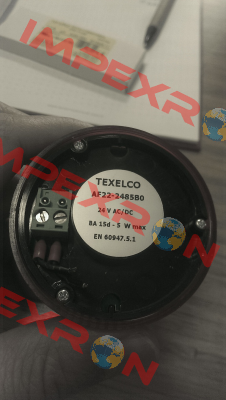 IMPEXRON
TEXELCO
AF22-2485B0
24 V AC/DC
BA 15d - 5 W max
EN 60947.5.1
IMPEXRON
IMPEXRON